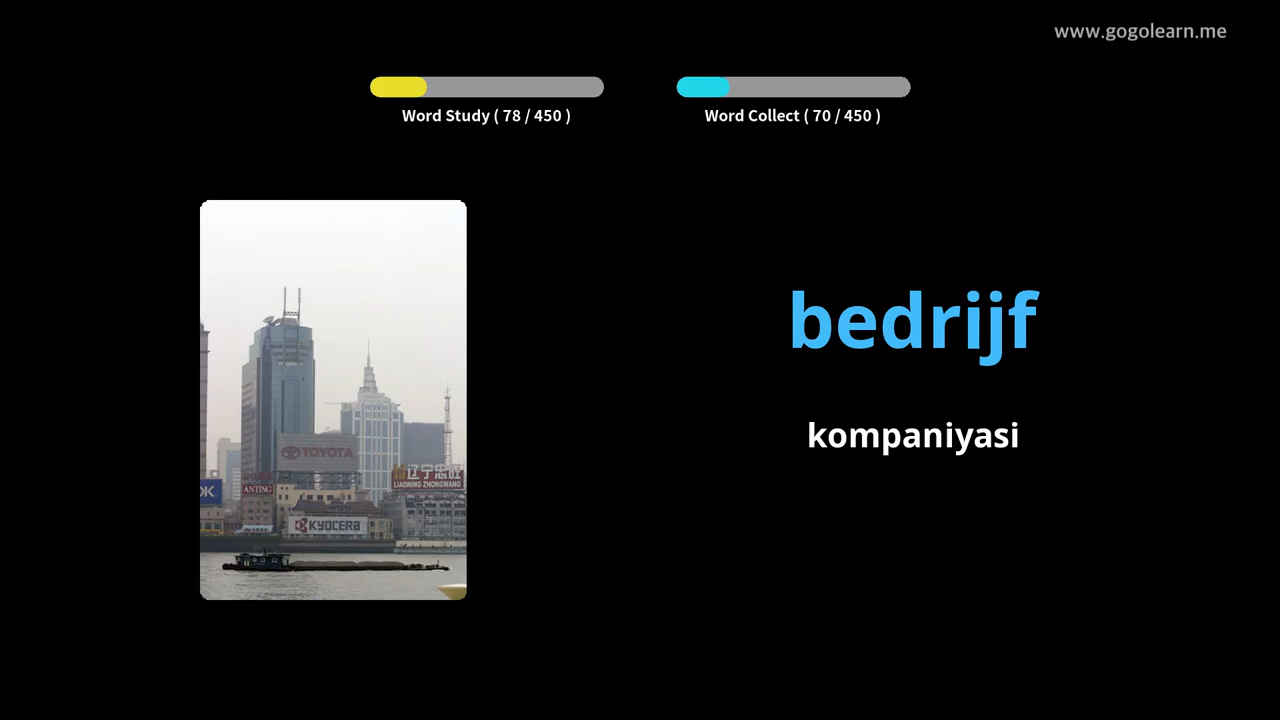 www.gogolearn.me
Word Study ( 78 / 450 )
Word Collect ( 70 / 450 )
bedrijf
kompaniyasi
TOYOTA
辽宁忠旺
LIAONING ZHONGWANG
OK
ANTING
KYOCERA